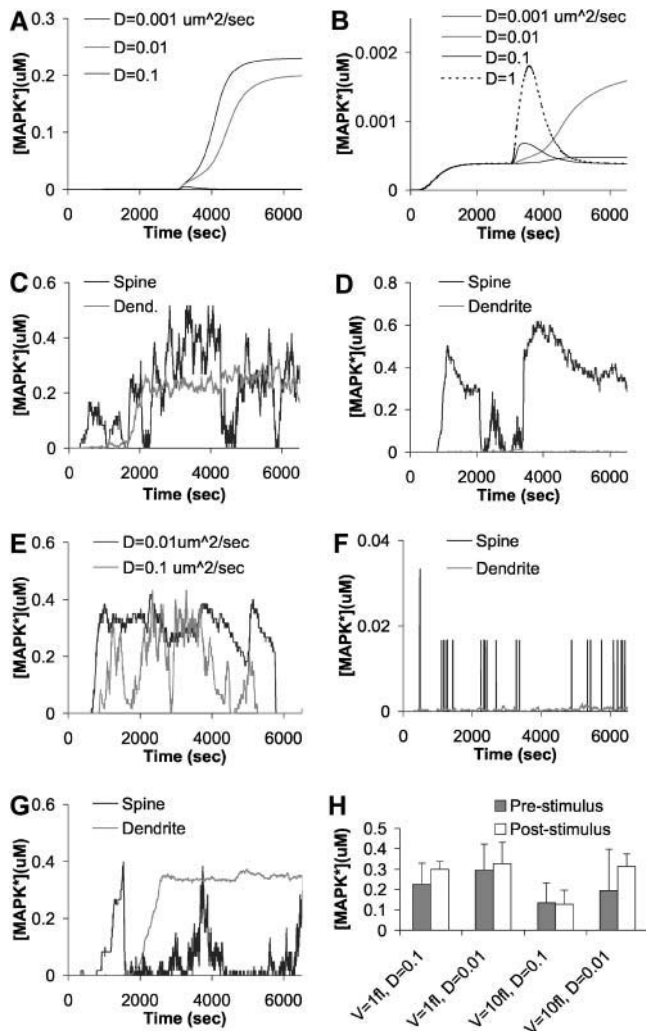 A
D=0.001 um^2/sec
D=0.01
D=0.1
[MAPK*](uM)
0.3
0.2
0.1
0
0 2000 4000 6000
Time (sec)
B
D=0.001 um^2/sec
D=0.01
D=0.1
D=1
[MAPK*](uM)
0.002
0.001
0
0 2000 4000 6000
Time (sec)
C
Spine
Dend.
[MAPK*](uM)
0.6
0.4
0.2
0
0 2000 4000 6000
Time (sec)
D
Spine
Dendrite
[MAPK*](uM)
0.8
0.6
0.4
0.2
0
0 2000 4000 6000
Time (sec)
E
D=0.01um^2/sec
D=0.1 um^2/sec
[MAPK*](uM)
0.6
0.4
0.2
0
0 2000 4000 6000
Time (sec)
F
Spine
Dendrite
[MAPK*](uM)
0.04
0.02
0
0 2000 4000 6000
Time (sec)
G
Spine
Dendrite
[MAPK*](uM)
0.6
0.4
0.2
0
0 2000 4000 6000
Time (sec)
H
Pre-stimulus
Post-stimulus
[MAPK*](uM)
0.5
0.4
0.3
0.2
0.1
0
V=1fl, D=0.1
V=1fl, D=0.01
V=10fl, D=0.1
V=10fl, D=0.01